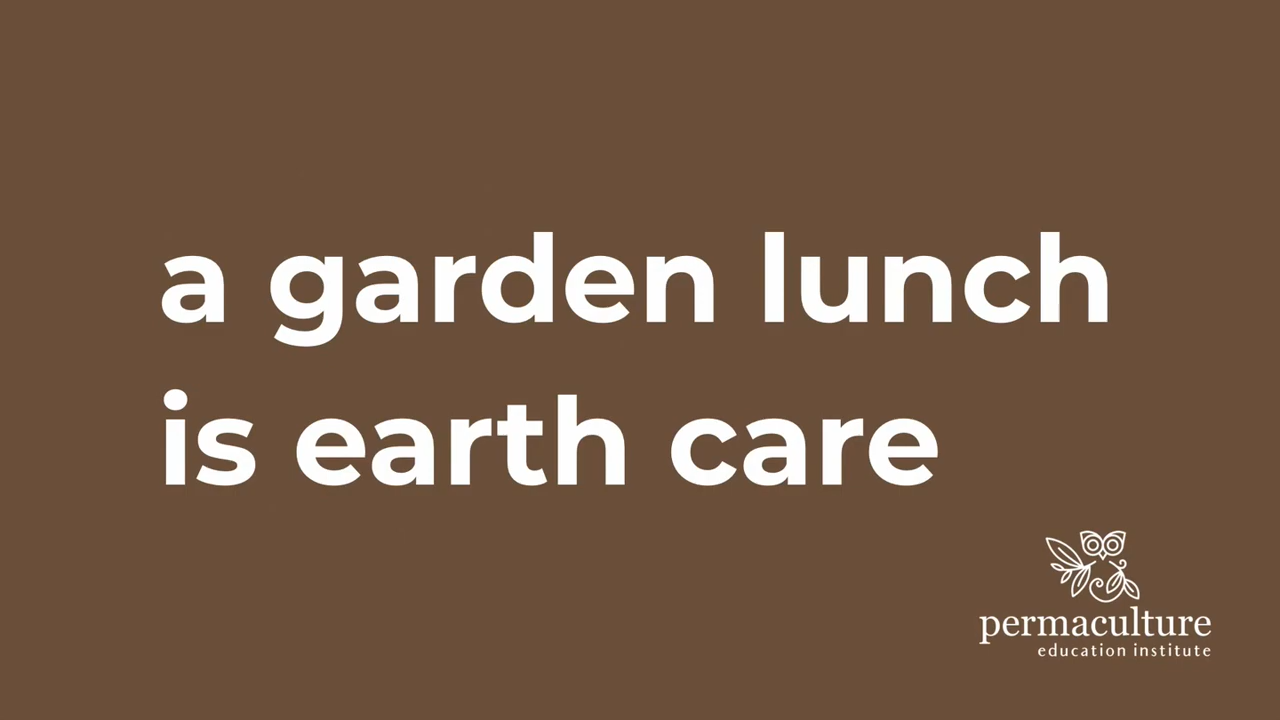 a garden lunch
is earth care
permaculture
education institute